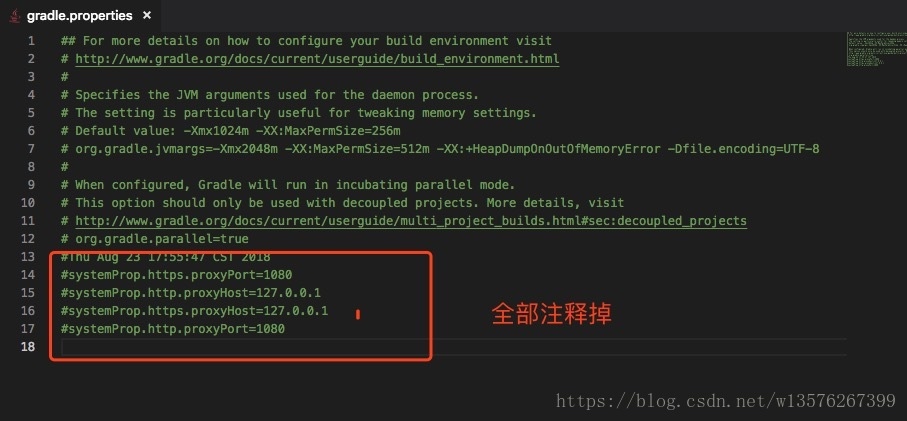 gradle.properties ×
1 ## For more details on how to configure your build environment visit
2 # http://www.gradle.org/docs/current/userguide/build_environment.html
3 #
4 # Specifies the JVM arguments used for the daemon process.
5 # The setting is particularly useful for tweaking memory settings.
6 # Default value: -Xmx1024m -XX:MaxPermSize=256m
7 # org.gradle.jvmargs=-Xmx2048m -XX:MaxPermSize=512m -XX:+HeapDumpOnOutOfMemoryError -Dfile.encoding=UTF-8
8 #
9 # When configured, Gradle will run in incubating parallel mode.
10 # This option should only be used with decoupled projects. More details, visit
11 # http://www.gradle.org/docs/current/userguide/multi_project_builds.html#sec:decoupled_projects
12 # org.gradle.parallel=true
13 #Thu Aug 23 17:55:47 CST 2018
14 #systemProp.https.proxyPort=1080
15 #systemProp.http.proxyHost=127.0.0.1
16 #systemProp.https.proxyHost=127.0.0.1
全部注释掉
17 #systemProp.http.proxyPort=1080
18
https://blog.csdn.net/w13576267399